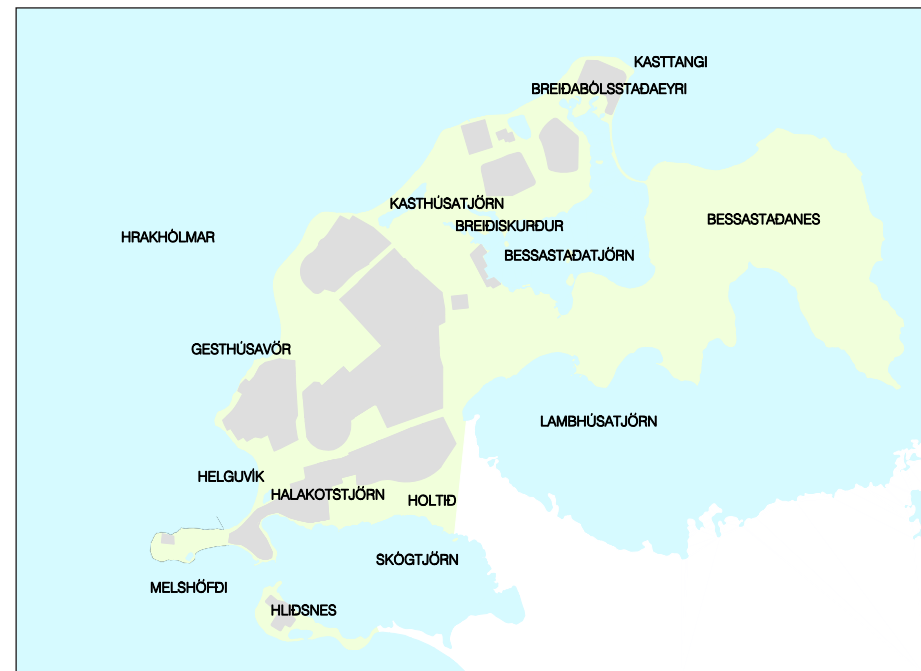 KASTTANGI
BREIÐABÓLSSTAÐAEYRI
KASTHÚSATJÖRN
BREIÐISKURÐUR
BESSASTAÐANES
HRAKHÓLMAR
BESSASTAÐATJÖRN
GESTHÚSAVÖR
LAMBHÚSATJÖRN
HELGUVÍK
HALAKOTSTJÖRN
HOLTIÐ
SKÓGTJÖRN
MELSHÖFÐI
HLIÐSNES